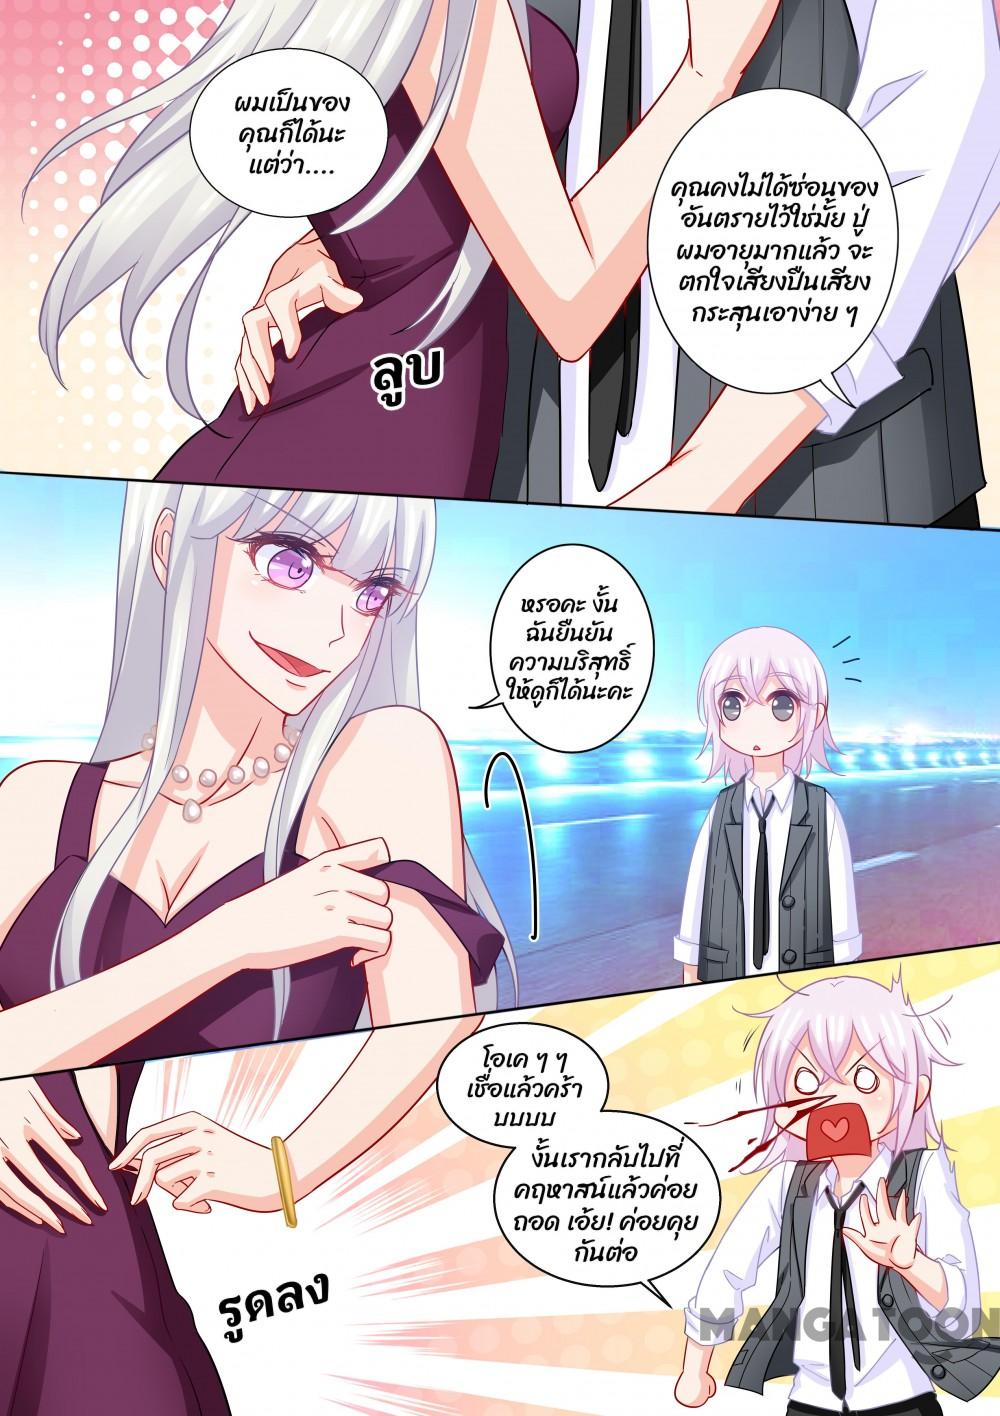 ผมเป็นของ
คุณก็ได้นะ
แต่ว่า....
คุณคงไม่ได้ซ่อนของ
อันตรายไว้ใช่มั้ย ปู่
ผมอายุมากแล้ว จะ
ตกใจเสียงปืนเสียง
กระสุนเอาง่าย ๆ
ลูบ
หรอคะ งั้น
ฉันยืนยัน
ความบริสุทธิ์
ให้ดูก็ได้นะคะ
โอเค ๆ ๆ
เชื่อแล้วคร้า
บบบบ
งั้นเรากลับไปที่
คฤหาสน์แล้วค่อย
ถอด เอ้ย! ค่อยคุย
กันต่อ
รูดลง
MANGATOON